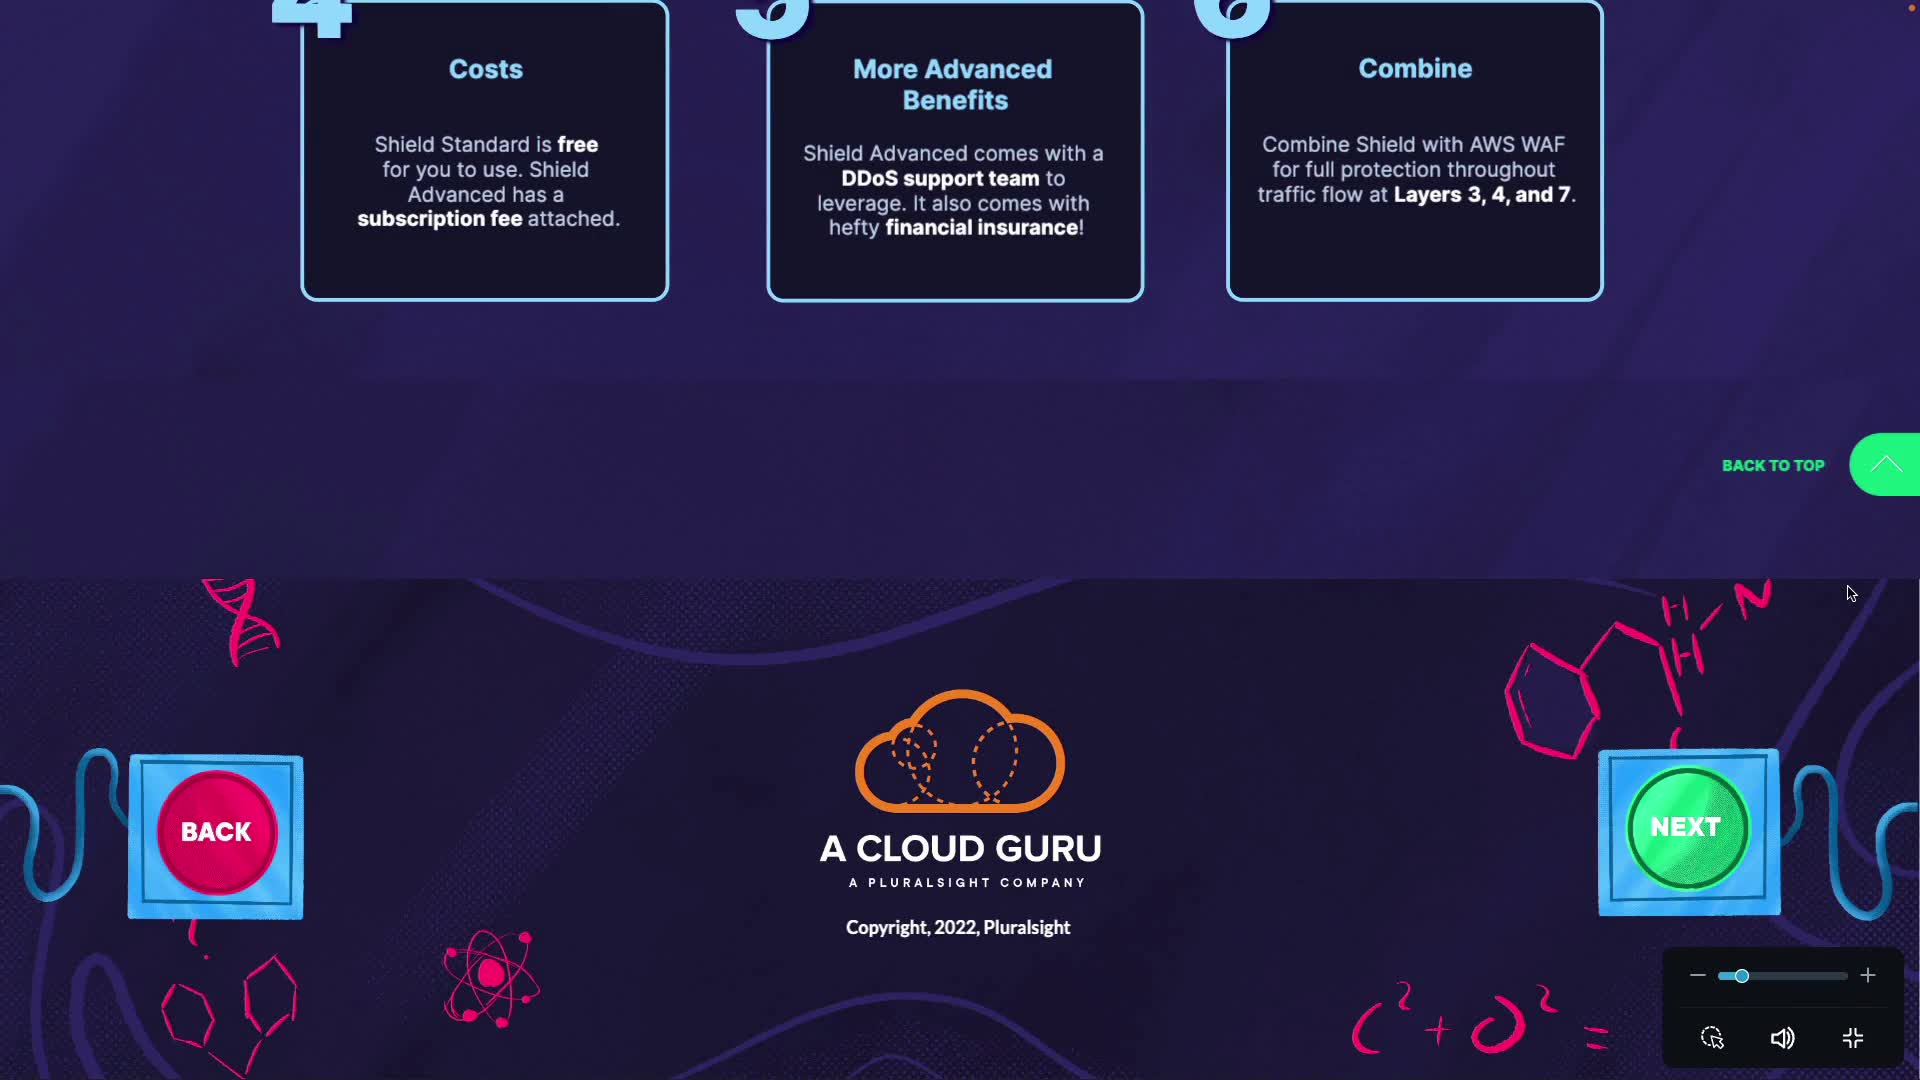 4
5
6
Costs
Shield Standard is free
for you to use. Shield
Advanced has a
subscription fee attached.
More Advanced
Benefits
Shield Advanced comes with a
DDoS support team to
leverage. It also comes with
hefty financial insurance!
Combine
Combine Shield with AWS WAF
for full protection throughout
traffic flow at Layers 3, 4, and 7.
BACK TO TOP
H N
H
BACK
NEXT
A CLOUD GURU
A PLURALSIGHT COMPANY
Copyright, 2022, Pluralsight
C² + O² =